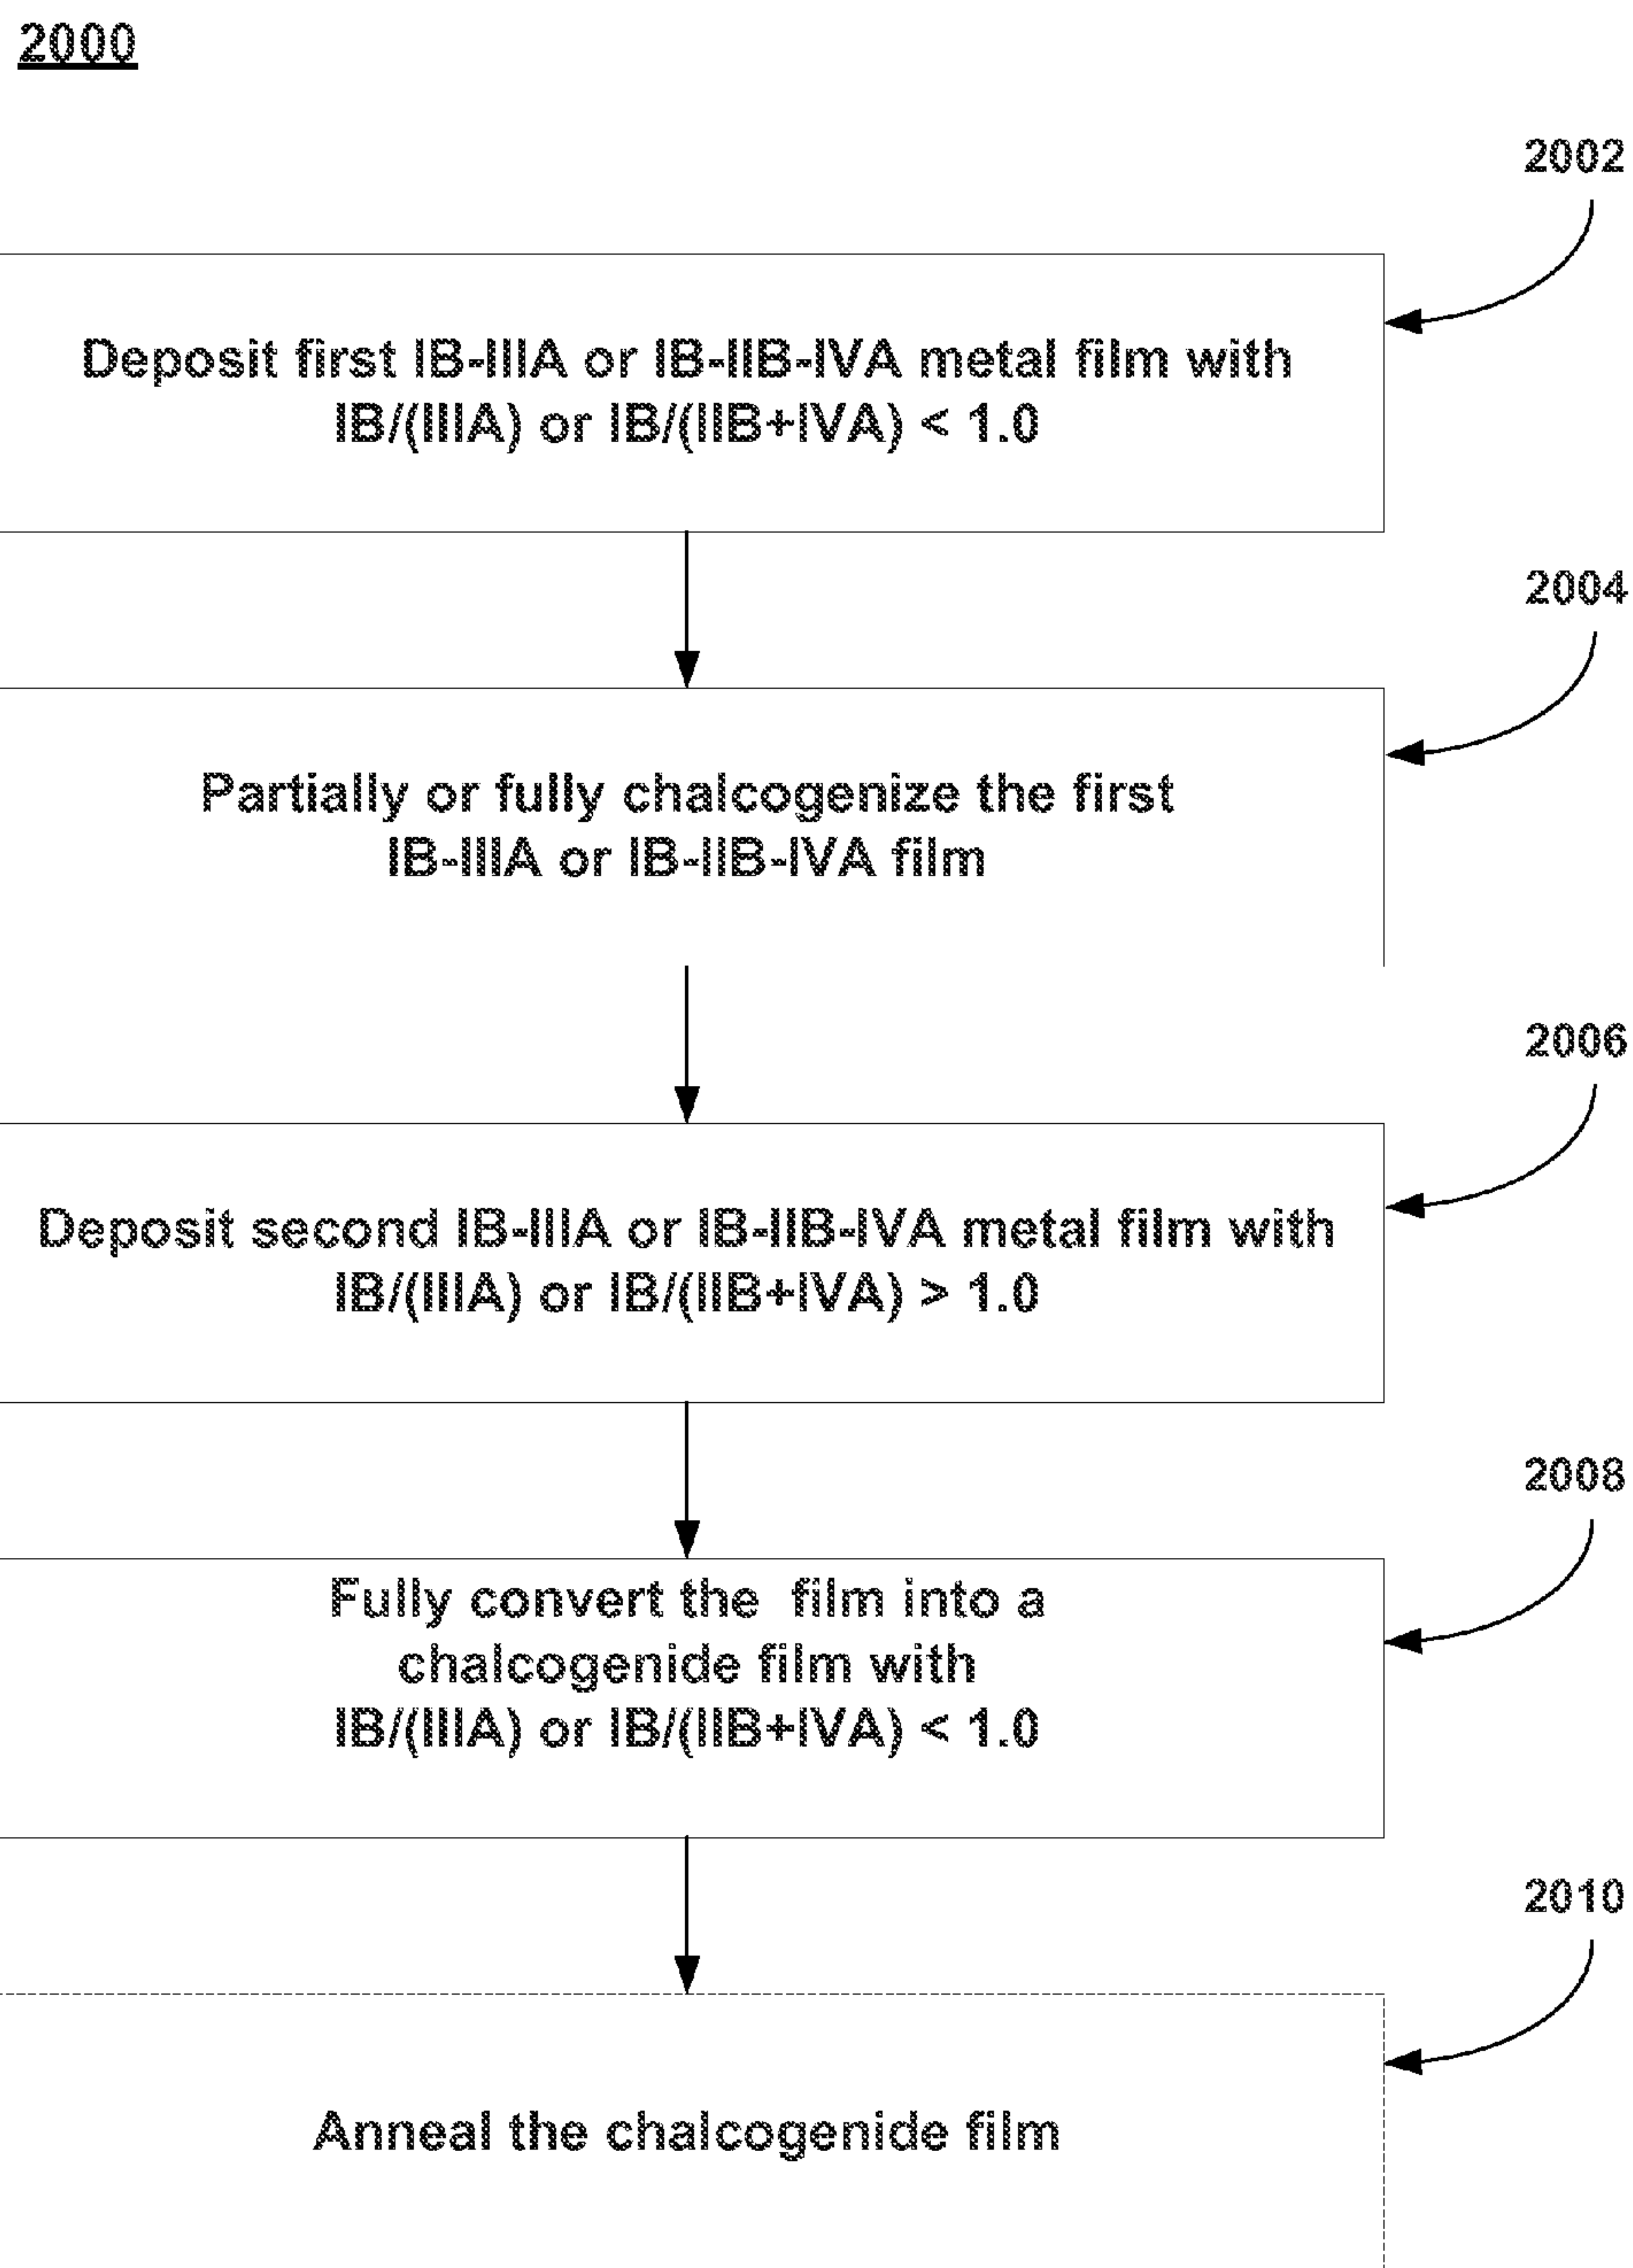 2000
2002
Deposit first IB-IIIA or IB-IIB-IVA metal film with
IB/(IIIA) or IB/(IIB+IVA) < 1.0
2004
Partially or fully chalcogenize the first
IB-IIIA or IB-IIB-IVA film
2006
Deposit second IB-IIIA or IB-IIB-IVA metal film with
IB/(IIIA) or IB/(IIB+IVA) > 1.0
2008
Fully convert the film into a
chalcogenide film with
IB/(IIIA) or IB/(IIB+IVA) < 1.0
2010
Anneal the chalcogenide film